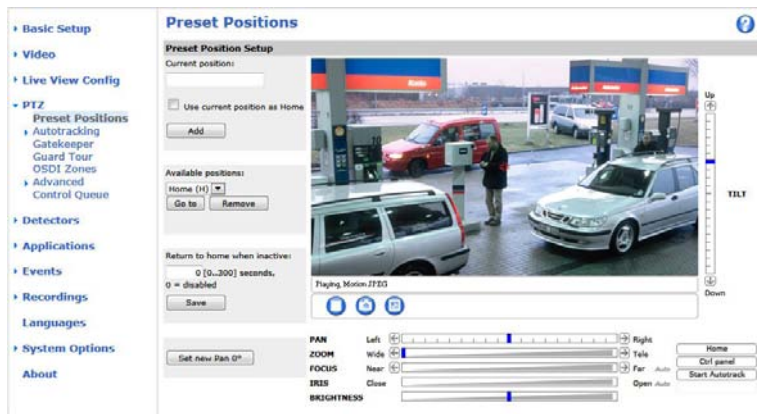 Basic Setup
Video
Live View Config
PTZ
Preset Positions
Autotracking
Gatekeeper
Guard Tour
OSDI Zones
Advanced
Control Queue
Detectors
Applications
Events
Recordings
Languages
System Options
About
Preset Positions
?
Preset Position Setup
Current position:
Use current position as Home
Add
Available positions:
Home (H)
Go to Remove
Return to home when inactive:
0 [0..300] seconds,
0 = disabled
Save
Set new Pan 0°
Playing, Motion JPEG
Up
TILT
Down
PAN Left Right
ZOOM Wide Tele
FOCUS Near Far Auto
IRIS Close Open Auto
BRIGHTNESS
Home
Ctrl panel
Start Autotrack